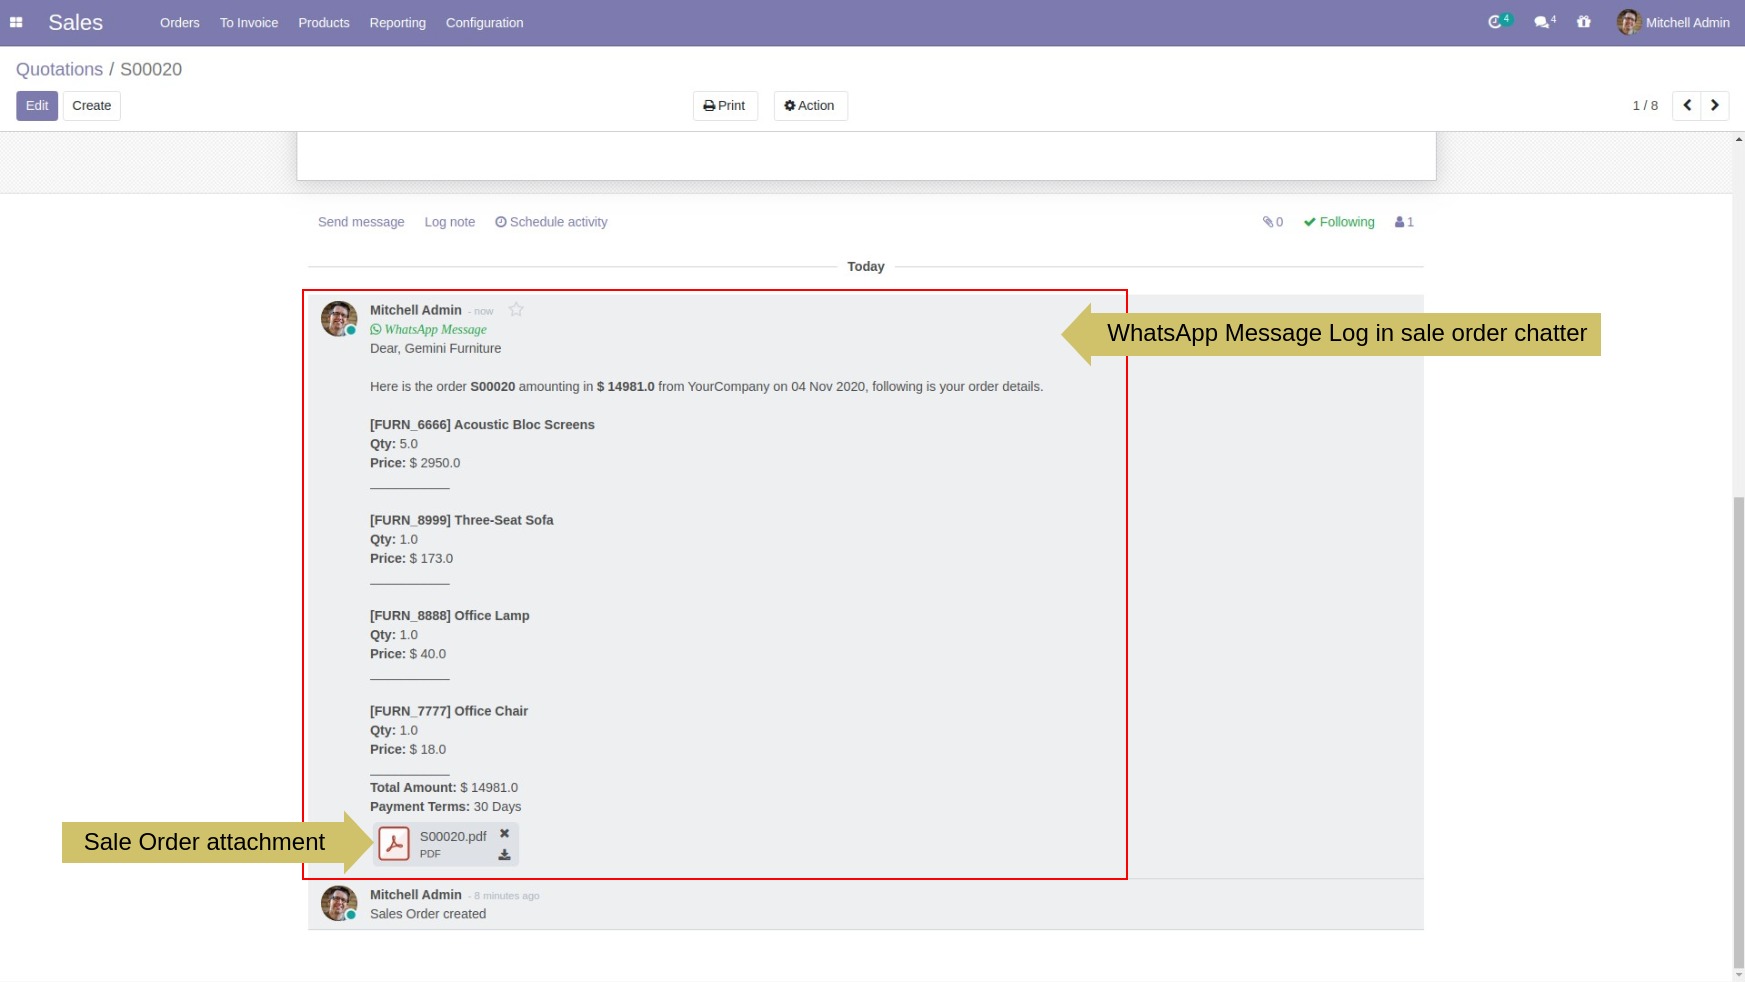 Sales
Orders
To Invoice
Products
Reporting
Configuration
4
4
Mitchell Admin
Quotations / S00020
Edit
Create
Print
Action
1 / 8
Send message
Log note
Schedule activity
0
Following
1
Today
Mitchell Admin - now
WhatsApp Message
Dear, Gemini Furniture
WhatsApp Message Log in sale order chatter
Here is the order S00020 amounting in $ 14981.0 from YourCompany on 04 Nov 2020, following is your order details.
[FURN_6666] Acoustic Bloc Screens
Qty: 5.0
Price: $ 2950.0
___________
[FURN_8999] Three-Seat Sofa
Qty: 1.0
Price: $ 173.0
___________
[FURN_8888] Office Lamp
Qty: 1.0
Price: $ 40.0
___________
[FURN_7777] Office Chair
Qty: 1.0
Price: $ 18.0
___________
Total Amount: $ 14981.0
Payment Terms: 30 Days
Sale Order attachment
S00020.pdf
PDF
Mitchell Admin - 8 minutes ago
Sales Order created